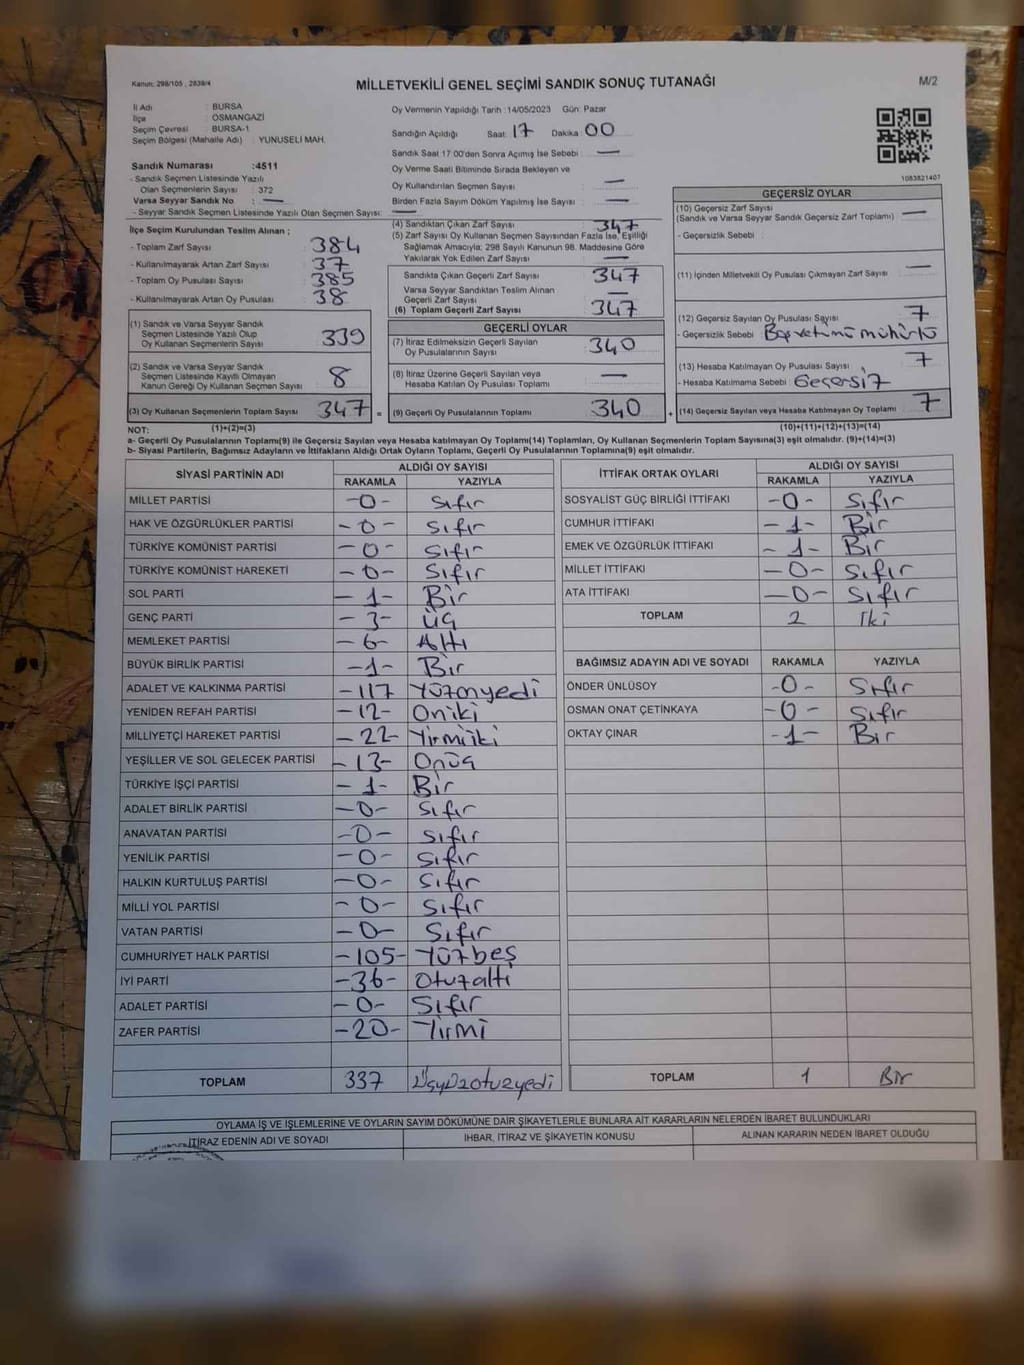 Kanun: 298/105 , 2839/4
MİLLETVEKİLİ GENEL SEÇİMİ SANDIK SONUÇ TUTANAĞI
M/2
İl Adı : BURSA
İlçe : OSMANGAZİ
Seçim Çevresi : BURSA-1
Seçim Bölgesi (Mahalle Adı) : YUNUSELİ MAH.
Sandık Numarası :4511
- Sandık Seçmen Listesinde Yazılı
Olan Seçmenlerin Sayısı : 372
Varsa Seyyar Sandık No : —
- Seyyar Sandık Seçmen Listesinde Yazılı Olan Seçmen Sayısı: —
Oy Vermenin Yapıldığı Tarih :14/05/2023 Gün: Pazar
Sandığın Açıldığı Saat 17 Dakika 00
Sandık Saat 17:00'den Sonra Açılmış İse Sebebi : —
Oy Verme Saati Bitiminde Sırada Bekleyen ve
Oy Kullandırılan Seçmen Sayısı : —
Birden Fazla Sayım Döküm Yapılmış İse Sayısı : —
1083821401
İlçe Seçim Kurulundan Teslim Alınan ;
- Toplam Zarf Sayısı : 384
- Kullanılmayarak Artan Zarf Sayısı : 37
- Toplam Oy Pusulası Sayısı : 385
- Kullanılmayarak Artan Oy Pusulası : 38
(1) Sandık ve Varsa Seyyar Sandık
Seçmen Listesinde Yazılı Olup
Oy Kullanan Seçmenlerin Sayısı : 339
(2) Sandık ve Varsa Seyyar Sandık
Seçmen Listesinde Kayıtlı Olmayan
Kanun Gereği Oy Kullanan Seçmen Sayısı : 8
(3) Oy Kullanan Seçmenlerin Toplam Sayısı : 347 =
(4) Sandıktan Çıkan Zarf Sayısı : 347
(5) Zarf Sayısı Oy Kullanan Seçmen Sayısından Fazla İse, Eşitliği
Sağlamak Amacıyla; 298 Sayılı Kanunun 98. Maddesine Göre
Yakılarak Yok Edilen Zarf Sayısı : —
Sandıkta Çıkan Geçerli Zarf Sayısı : 347
Varsa Seyyar Sandıktan Teslim Alınan
Geçerli Zarf Sayısı : —
(6) Toplam Geçerli Zarf Sayısı : 347
GEÇERLİ OYLAR
(7) İtiraz Edilmeksizin Geçerli Sayılan
Oy Pusulalarının Sayısı : 340
(8) İtiraz Üzerine Geçerli Sayılan veya
Hesaba Katılan Oy Pusulası Toplamı : —
(9) Geçerli Oy Pusulalarının Toplamı : 340 +
GEÇERSİZ OYLAR
(10) Geçersiz Zarf Sayısı
(Sandık ve Varsa Seyyar Sandık Geçersiz Zarf Toplamı) : —
- Geçersizlik Sebebi :
(11) İçinden Milletvekili Oy Pusulası Çıkmayan Zarf Sayısı : —
(12) Geçersiz Sayılan Oy Pusulası Sayısı : 7
- Geçersizlik Sebebi :
(13) Hesaba Katılmayan Oy Pusulası Sayısı : 7
- Hesaba Katılmama Sebebi : Geçersiz
(14) Geçersiz Sayılan veya Hesaba Katılmayan Oy Toplamı : 7
NOT: (1)+(2)=(3) (10)+(11)+(12)+(13)=(14)
a- Geçerli Oy Pusulalarının Toplamı(9) ile Geçersiz Sayılan veya Hesaba katılmayan Oy Toplamı(14) Toplamları, Oy Kullanan Seçmenlerin Toplam Sayısına(3) eşit olmalıdır. (9)+(14)=(3)
b- Siyasi Partilerin, Bağımsız Adayların ve İttifakların Aldığı Ortak Oyların Toplamı, Geçerli Oy Pusulalarının Toplamına(9) eşit olmalıdır.
SİYASİ PARTİNİN ADI ALDIĞI OY SAYISI
RAKAMLA YAZIYLA
MİLLET PARTİSİ -0- Sıfır
HAK VE ÖZGÜRLÜKLER PARTİSİ -0- Sıfır
TÜRKİYE KOMÜNİST PARTİSİ -0- Sıfır
TÜRKİYE KOMÜNİST HAREKETİ -0- Sıfır
SOL PARTİ -1- Bir
GENÇ PARTİ -3- Üç
MEMLEKET PARTİSİ -6- Altı
BÜYÜK BİRLİK PARTİSİ -1- Bir
ADALET VE KALKINMA PARTİSİ -117 Yüzonyedi
YENİDEN REFAH PARTİSİ -12- Oniki
MİLLİYETÇİ HAREKET PARTİSİ -22- Yirmiiki
YEŞİLLER VE SOL GELECEK PARTİSİ -13- Onüç
TÜRKİYE İŞÇİ PARTİSİ -1- Bir
ADALET BİRLİK PARTİSİ -0- Sıfır
ANAVATAN PARTİSİ -0- Sıfır
YENİLİK PARTİSİ -0- Sıfır
HALKIN KURTULUŞ PARTİSİ -0- Sıfır
MİLLİ YOL PARTİSİ -0- Sıfır
VATAN PARTİSİ -0- Sıfır
CUMHURİYET HALK PARTİSİ -105- Yüzbeş
İYİ PARTİ -36- Otuzaltı
ADALET PARTİSİ -0- Sıfır
ZAFER PARTİSİ -20- Yirmi
TOPLAM 337 Üçyüzotuzyedi
İTTİFAK ORTAK OYLARI ALDIĞI OY SAYISI
RAKAMLA YAZIYLA
SOSYALİST GÜÇ BİRLİĞİ İTTİFAKI -0- Sıfır
CUMHUR İTTİFAKI -1- Bir
EMEK VE ÖZGÜRLÜK İTTİFAKI -1- Bir
MİLLET İTTİFAKI -0- Sıfır
ATA İTTİFAKI -0- Sıfır
TOPLAM 2 İki
BAĞIMSIZ ADAYIN ADI VE SOYADI RAKAMLA YAZIYLA
ÖNDER ÜNLÜSOY -0- Sıfır
OSMAN ONAT ÇETİNKAYA -0- Sıfır
OKTAY ÇINAR -1- Bir
TOPLAM 1 Bir
OYLAMA İŞ VE İŞLEMLERİNE VE OYLARIN SAYIM DÖKÜMÜNE DAİR ŞİKAYETLERLE BUNLARA AİT KARARLARIN NELERDEN İBARET BULUNDUKLARI
İTİRAZ EDENİN ADI VE SOYADI İHBAR, İTİRAZ VE ŞİKAYETİN KONUSU ALINAN KARARIN NEDEN İBARET OLDUĞU